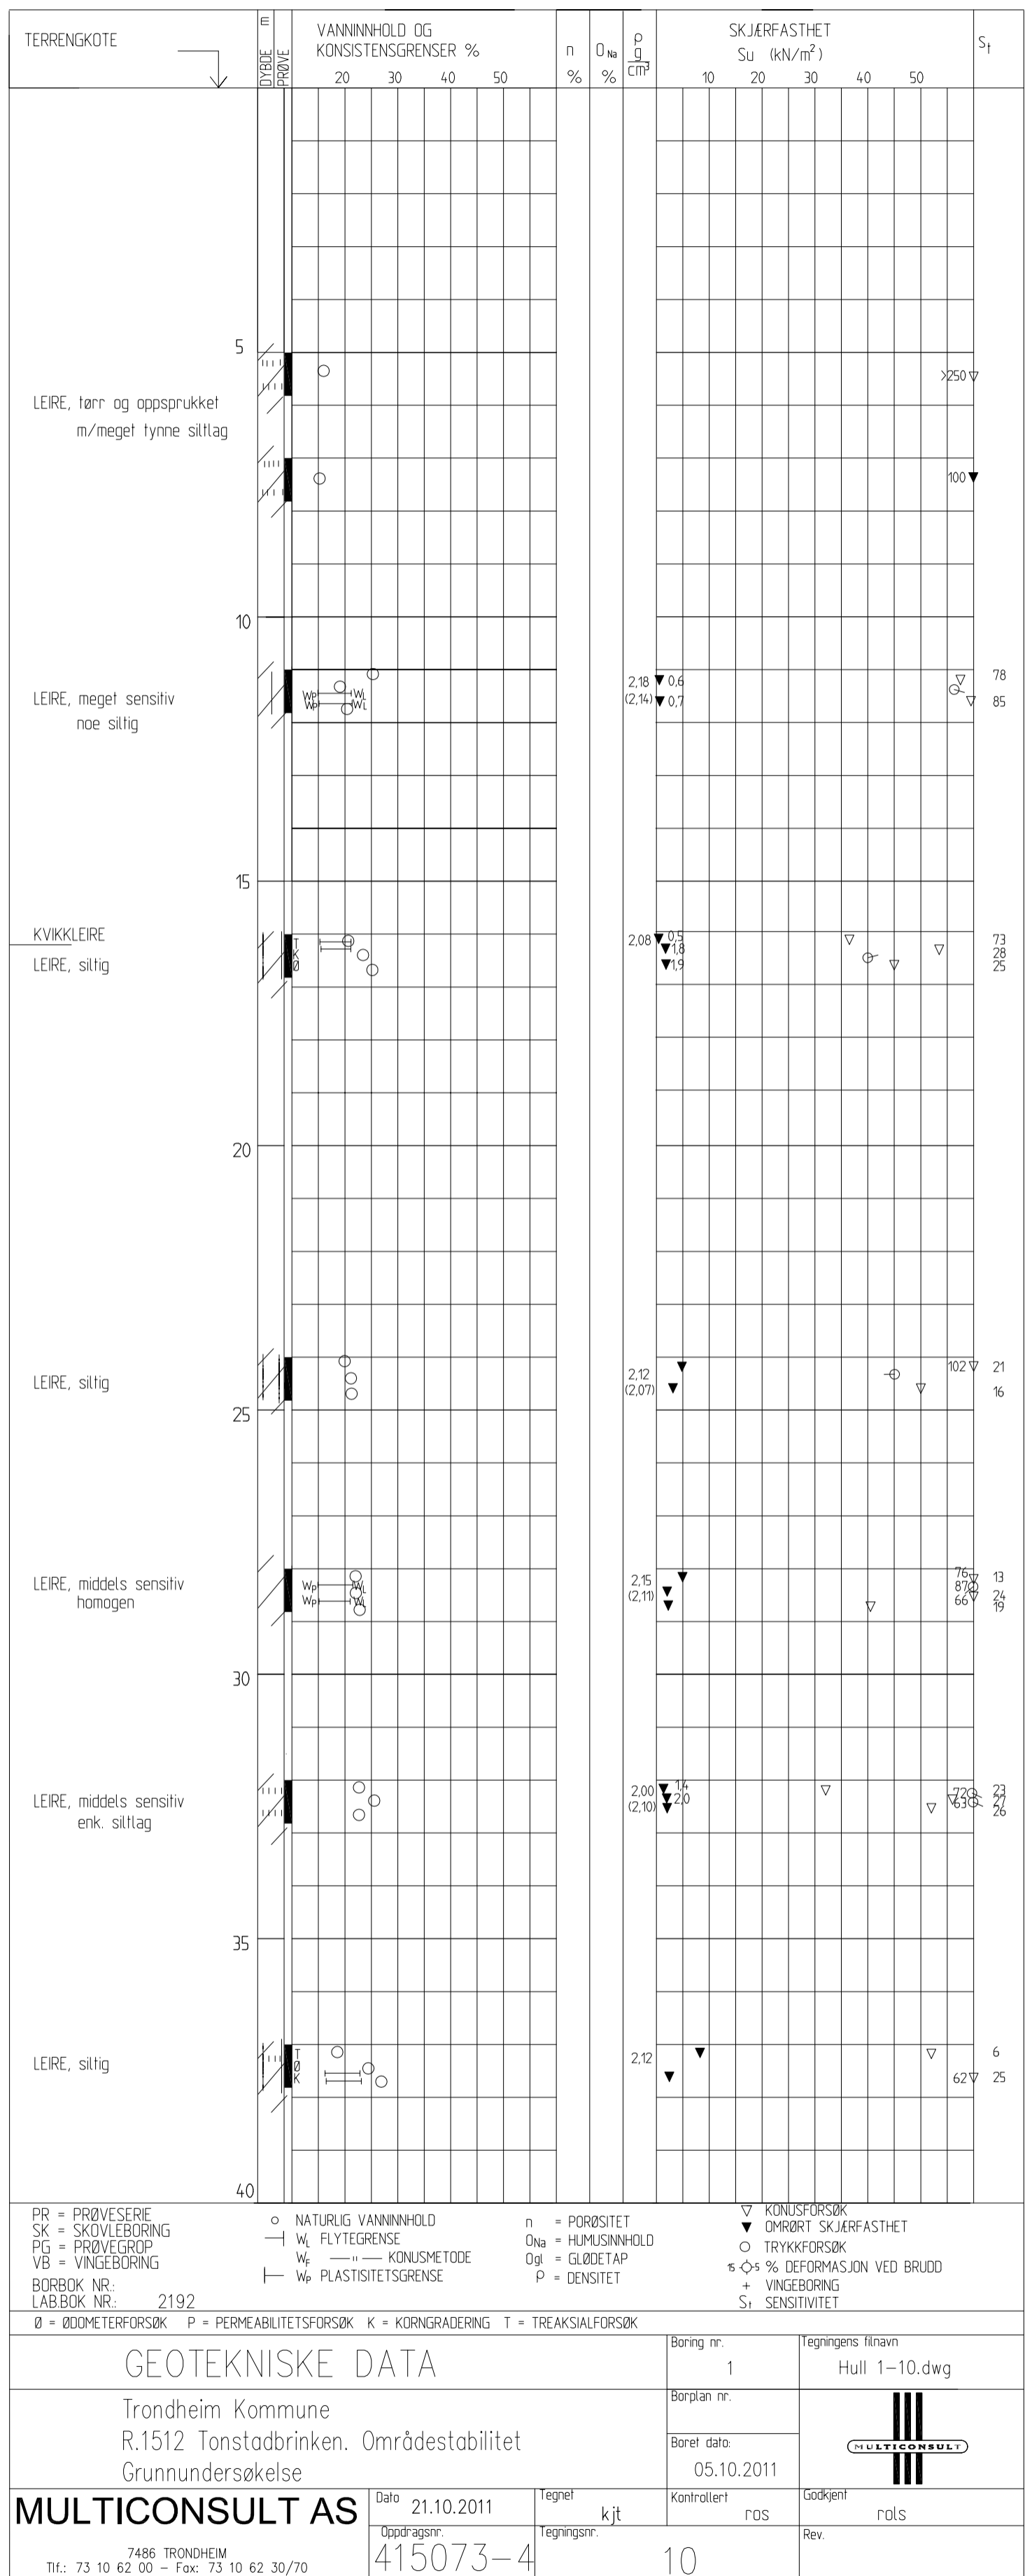 TERRENGKOTE
m
DYBDE
PRØVE
VANNINNHOLD OG
KONSISTENSGRENSER %
20 30 40 50
n
%
O Na
%
ρ
g
cm³
SKJÆRFASTHET
Su (kN/m²)
10 20 30 40 50
St
5
>250
LEIRE, tørr og oppsprukket
m/meget tynne siltlag
100
10
LEIRE, meget sensitiv
noe siltig
Wp WL
Wp WL
2,18 0,6 78
(2,14) 0,7 85
15
KVIKKLEIRE
LEIRE, siltig
T
K
Ø
2,08 0,5 73
1,8 28
1,9 25
20
LEIRE, siltig
2,12 102 21
(2,07) 16
25
LEIRE, middels sensitiv
homogen
Wp WL
Wp WL
2,15 76 13
(2,11) 87 24
66 19
30
LEIRE, middels sensitiv
enk. siltlag
2,00 1,4 72 23
(2,10) 2,0 63 27
26
35
LEIRE, siltig
T
Ø
K
2,12 6
62 25
40
PR = PRØVESERIE
SK = SKOVLEBORING
PG = PRØVEGROP
VB = VINGEBORING
BORBOK NR.:
LAB.BOK NR.: 2192
NATURLIG VANNINNHOLD
WL FLYTEGRENSE
WF —— " —— KONUSMETODE
Wp PLASTISITETSGRENSE
n = PORØSITET
ONa = HUMUSINNHOLD
Ogl = GLØDETAP
ρ = DENSITET
▽ KONUSFORSØK
▼ OMRØRT SKJÆRFASTHET
○ TRYKKFORSØK
15 5 % DEFORMASJON VED BRUDD
+ VINGEBORING
St SENSITIVITET
Ø = ØDOMETERFORSØK P = PERMEABILITETSFORSØK K = KORNGRADERING T = TREAKSIALFORSØK
GEOTEKNISKE DATA
Boring nr.
1
Tegningens filnavn
Hull 1-10.dwg
Trondheim Kommune
R.1512 Tonstadbrinken. Områdestabilitet
Grunnundersøkelse
Borplan nr.
Boret dato:
05.10.2011
MULTICONSULT
MULTICONSULT AS
7486 TRONDHEIM
Tlf.: 73 10 62 00 – Fax: 73 10 62 30/70
Dato
21.10.2011
Tegnet
kjt
Kontrollert
ros
Godkjent
rols
Oppdragsnr.
415073-4
Tegningsnr.
10
Rev.